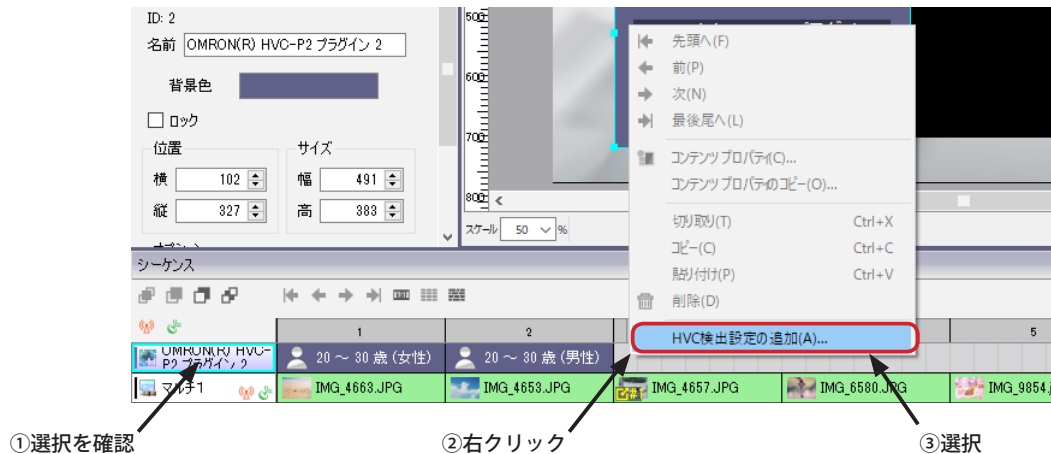 ID: 2
名前 OMRON(R) HVC-P2 プラグイン 2
背景色
ロック
位置
サイズ
横 102
幅 491
縦 327
高 383
500
600
700
800
スケール 50 %
先頭へ(F)
前(P)
次(N)
最後尾へ(L)
コンテンツプロパティ(C)...
コンテンツプロパティのコピー(O)...
切り取り(T) Ctrl+X
コピー(C) Ctrl+C
貼り付け(P) Ctrl+V
削除(D)
HVC検出設定の追加(A)...
シーケンス
1 2 5
OMRON(R) HVC-
P2 プラグイン 2
20 ～ 30 歳 (女性) 20 ～ 30 歳 (男性)
マルチ1 IMG_4663.JPG IMG_4653.JPG IMG_4657.JPG IMG_6580.JPG IMG_9854.j
①選択を確認 ②右クリック ③選択